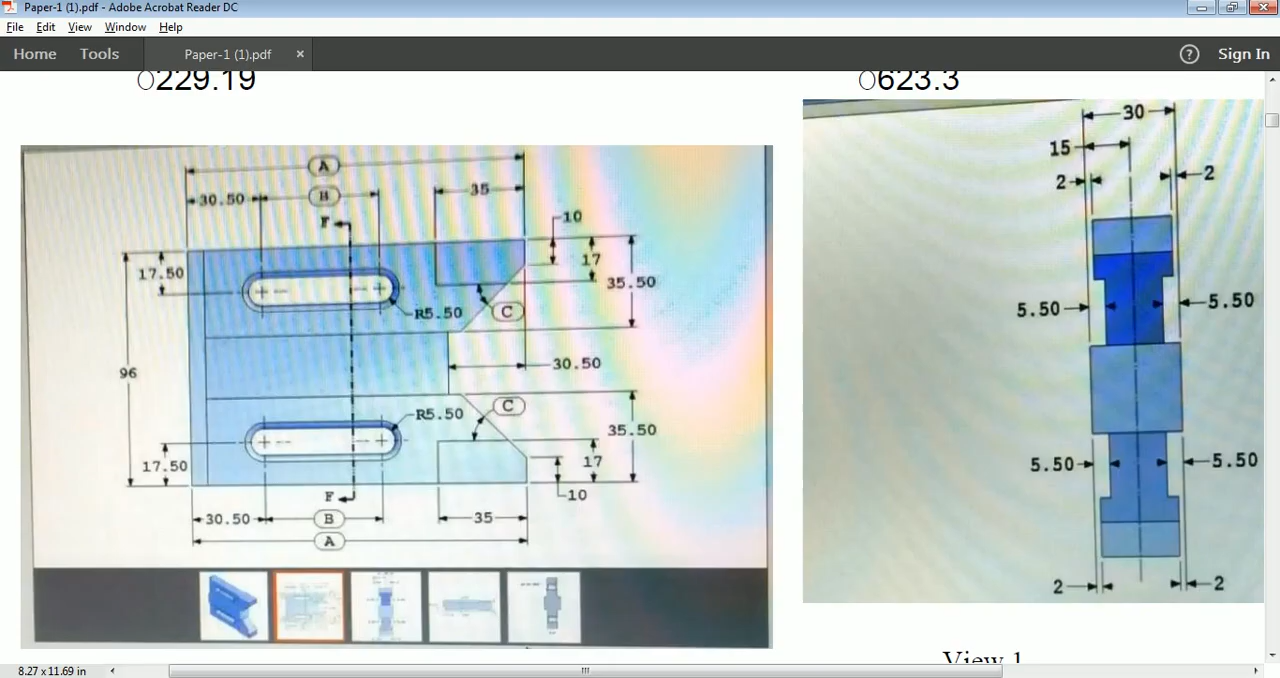 Paper-1 (1).pdf - Adobe Acrobat Reader DC
File Edit View Window Help
Home Tools Paper-1 (1).pdf × ? Sign In
229.19
623.3
A
30.50 B 35
F
10
17.50
17
35.50
R5.50 C
96
30.50
R5.50 C
35.50
17.50
17
F
10
30.50 B 35
A
30
15
2 2
5.50 5.50
5.50 5.50
2 2
View 1
8.27 x 11.69 in